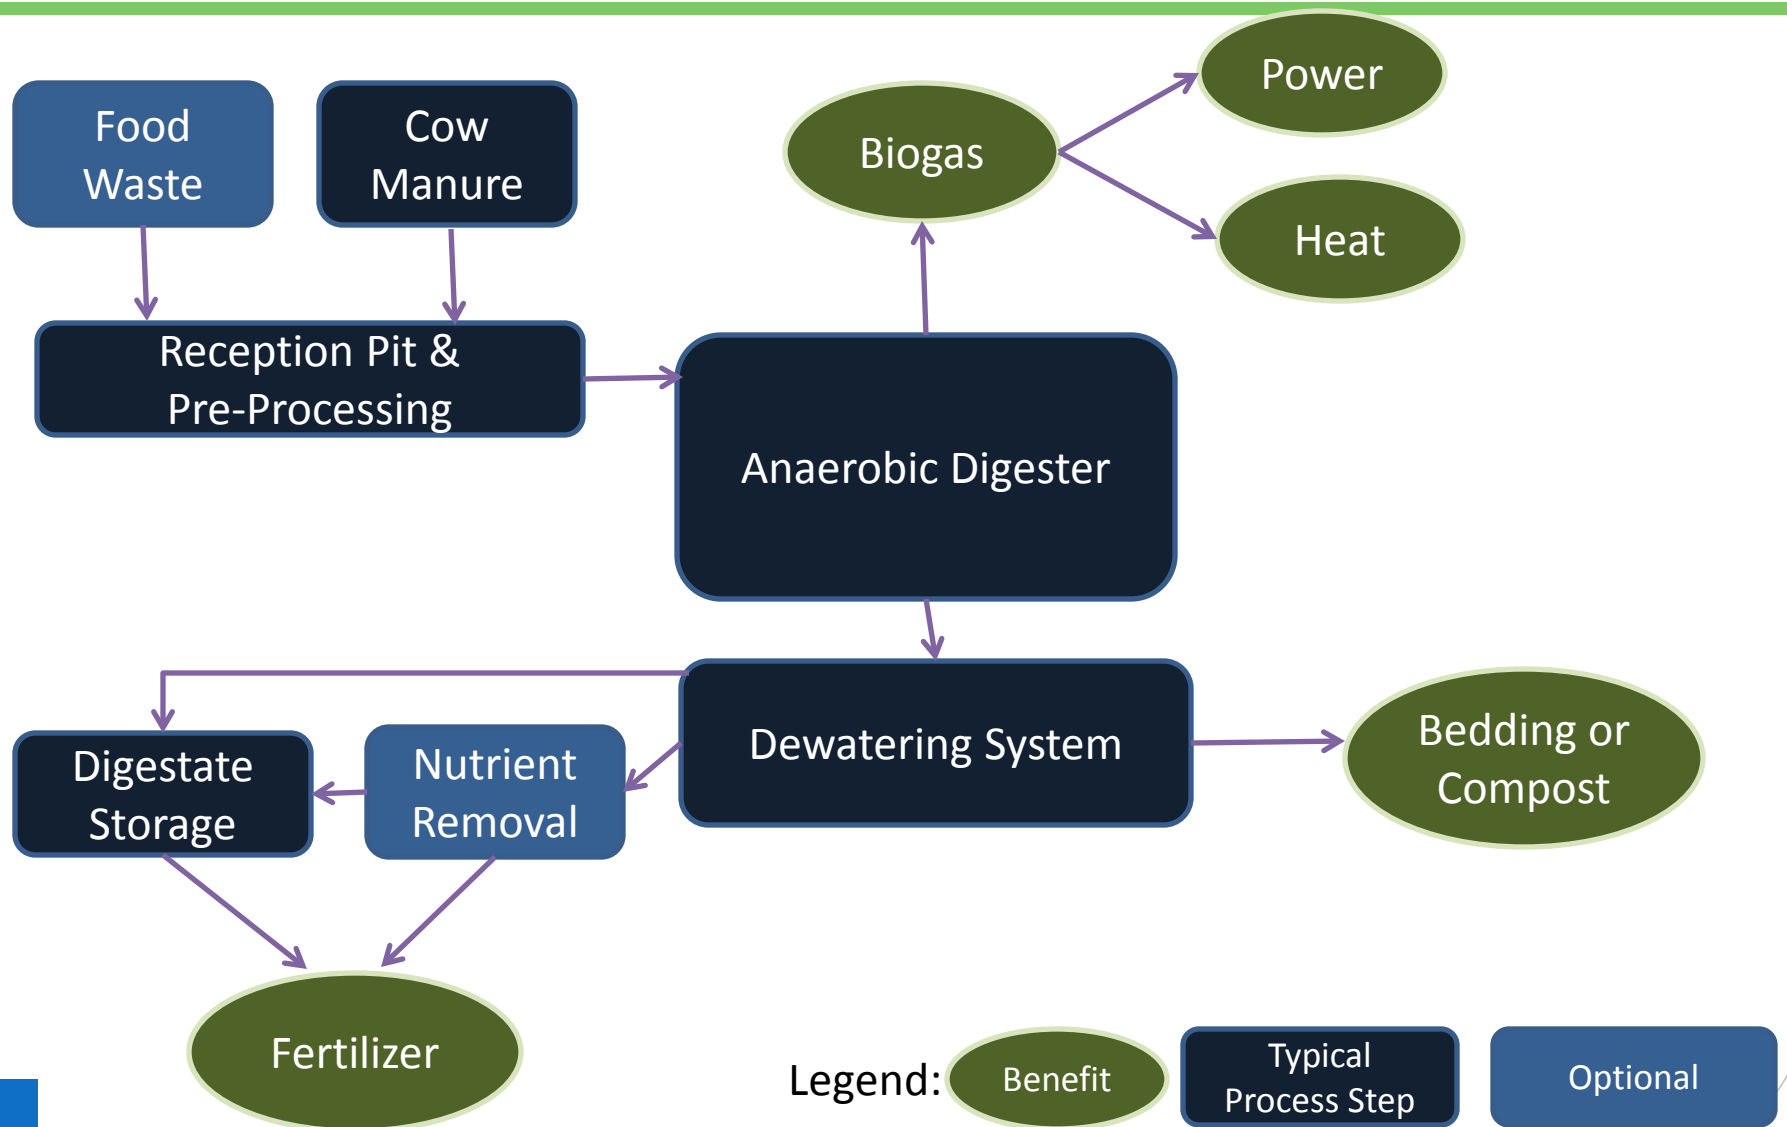 Power
Food
Waste
Cow
Manure
Biogas
Heat
Reception Pit &
Pre-Processing
Anaerobic Digester
Digestate
Storage
Nutrient
Removal
Dewatering System
Bedding or
Compost
Fertilizer
Legend:
Benefit
Typical
Process Step
Optional